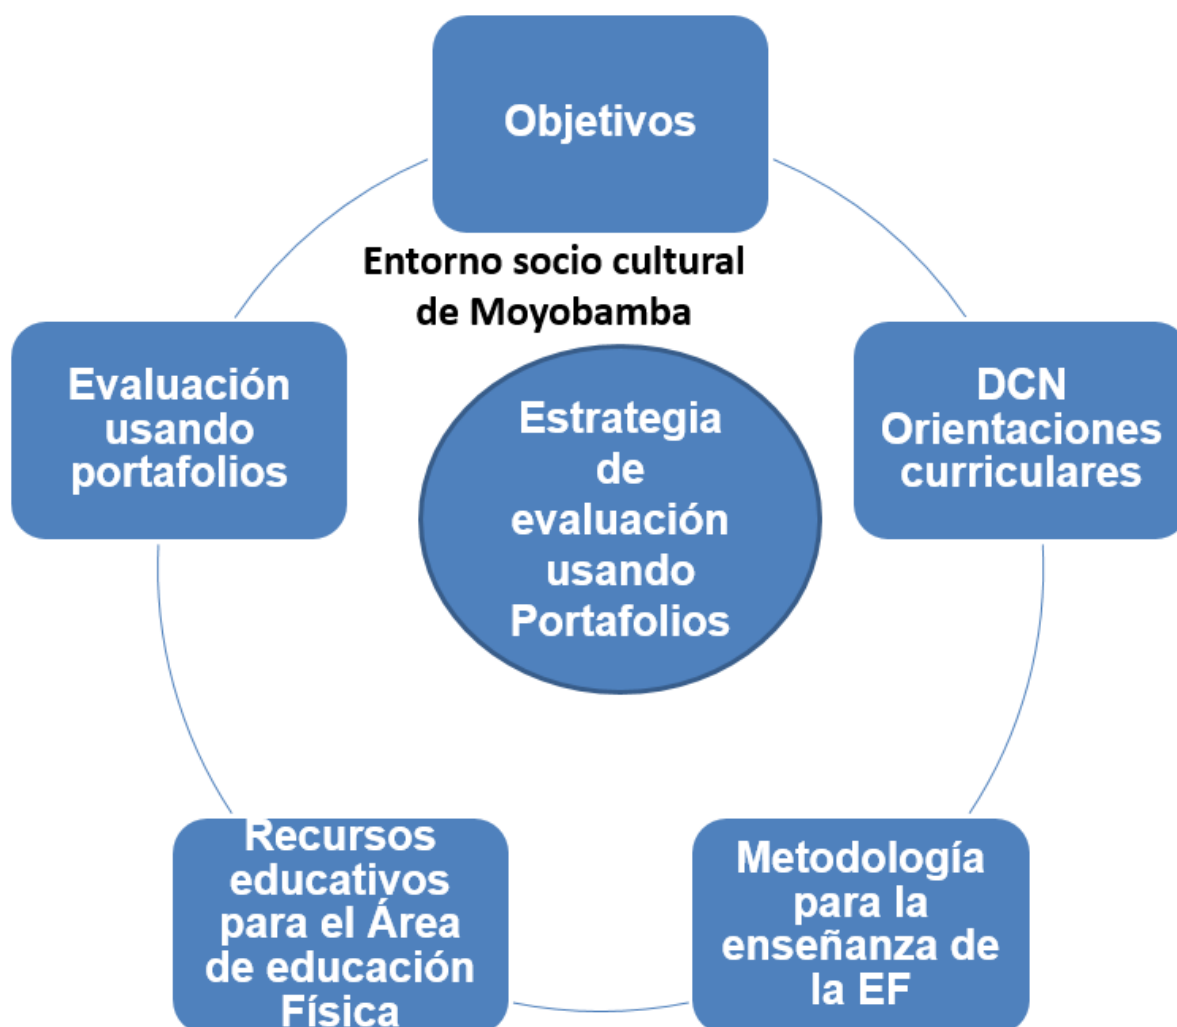 Objetivos
Entorno socio cultural
de Moyobamba
Evaluación
usando
portafolios
Estrategia
de
evaluación
usando
Portafolios
DCN
Orientaciones
curriculares
Recursos
educativos
para el Área
de educación
Física
Metodología
para la
enseñanza de
la EF